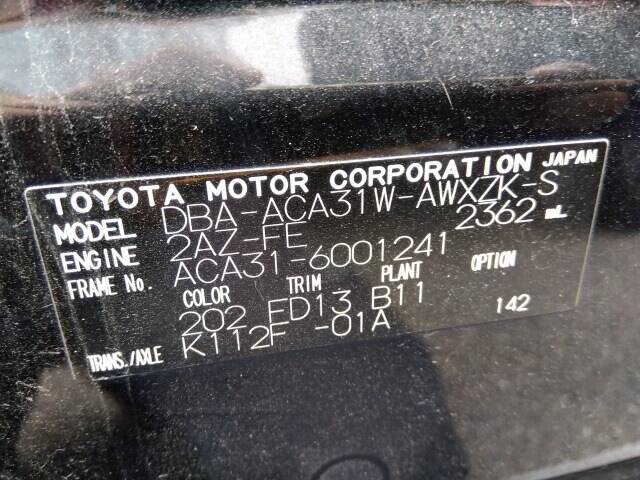 TOYOTA MOTOR CORPORATION JAPAN
MODEL DBA-ACA31W-AWXZK-S
ENGINE 2AZ-FE 2362 mL
FRAME No. ACA31-6001241
COLOR TRIM PLANT OPTION
202 FD13 B11 142
TRANS./AXLE K112F -01A